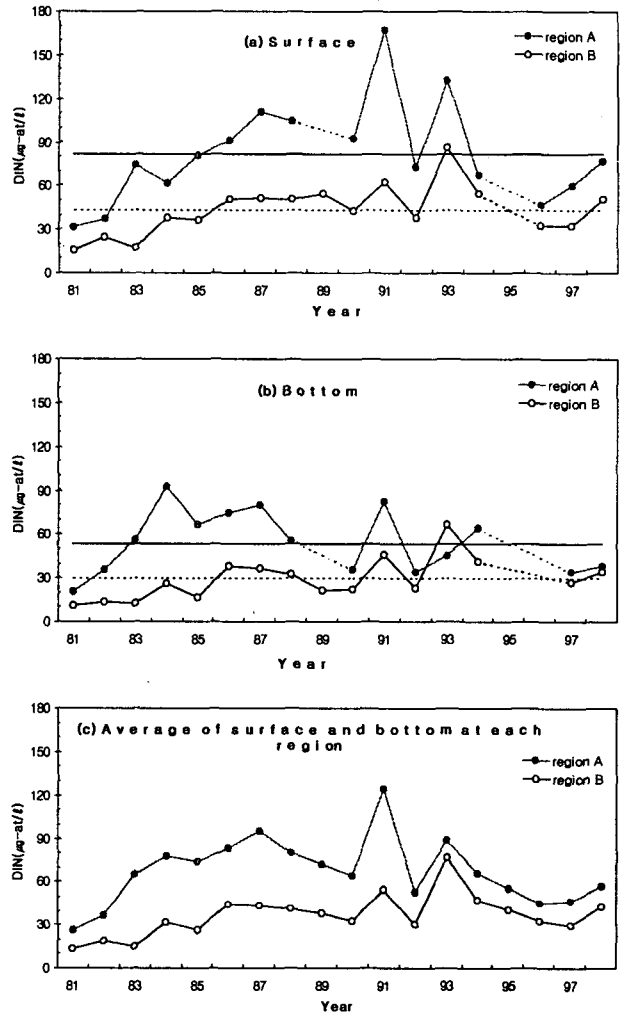 180
150
120
90
60
30
0
DIN(㎍-at/ℓ)
(a) Surface
region A
region B
81 83 85 87 91 91 93 95 97
Year
180
150
120
90
60
30
0
DIN(㎍-at/ℓ)
(b) Bottom
region A
region B
81 83 85 87 91 91 93 95 97
Year
180
150
120
90
60
30
0
DIN(㎍-at/ℓ)
(c) Average of surface and bottom at each
region
region A
region B
81 83 85 87 91 91 93 95 97
Year